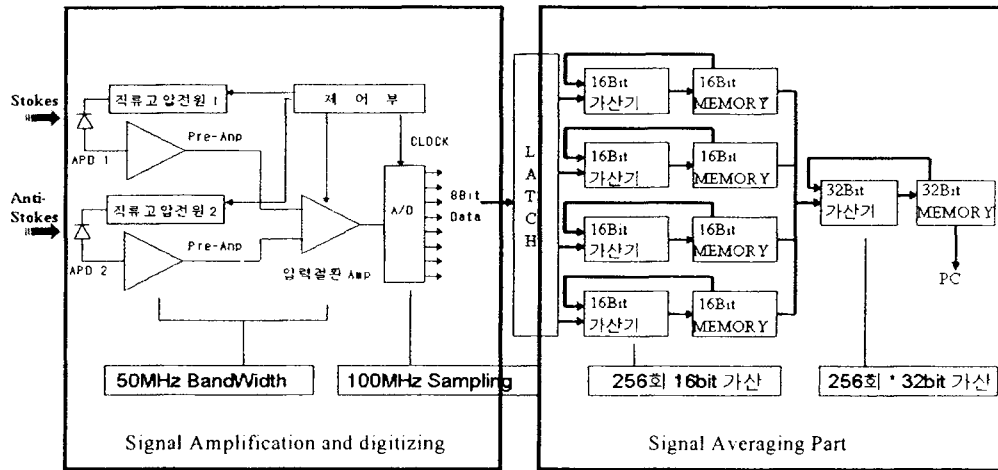 Stokes
직류고압전원 1
제 어 부
APD 1
Pre-Amp
CLOCK
Anti-
Stokes
직류고압전원 2
APD 2
Pre-Amp
입력절환 Amp
A/D
8Bit
Data
50MHz BandWidth
100MHz Sampling
Signal Amplification and digitizing
LATCH
16Bit
가산기
16Bit
MEMORY
16Bit
가산기
16Bit
MEMORY
16Bit
가산기
16Bit
MEMORY
16Bit
가산기
16Bit
MEMORY
32Bit
가산기
32Bit
MEMORY
PC
256회 16bit 가산
256회 * 32bit 가산
Signal Averaging Part